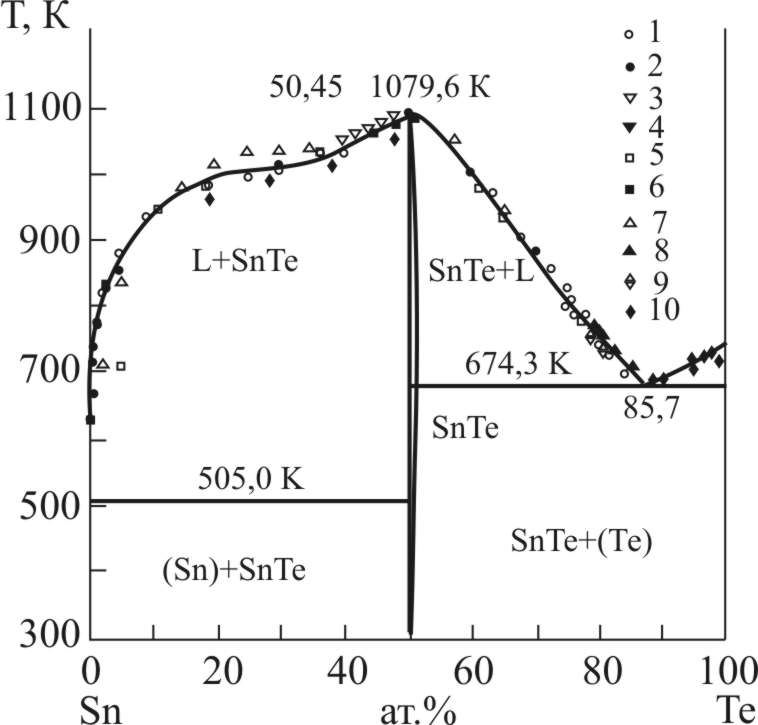 T, К
50,45 1079,6 К
1
2
3
4
5
6
7
8
9
10
1100
900
700
500
300
L+SnTe
SnTe+L
674,3 К
85,7
SnTe
505,0 К
(Sn)+SnTe
SnTe+(Te)
0 20 40 60 80 100
Sn ат.% Te